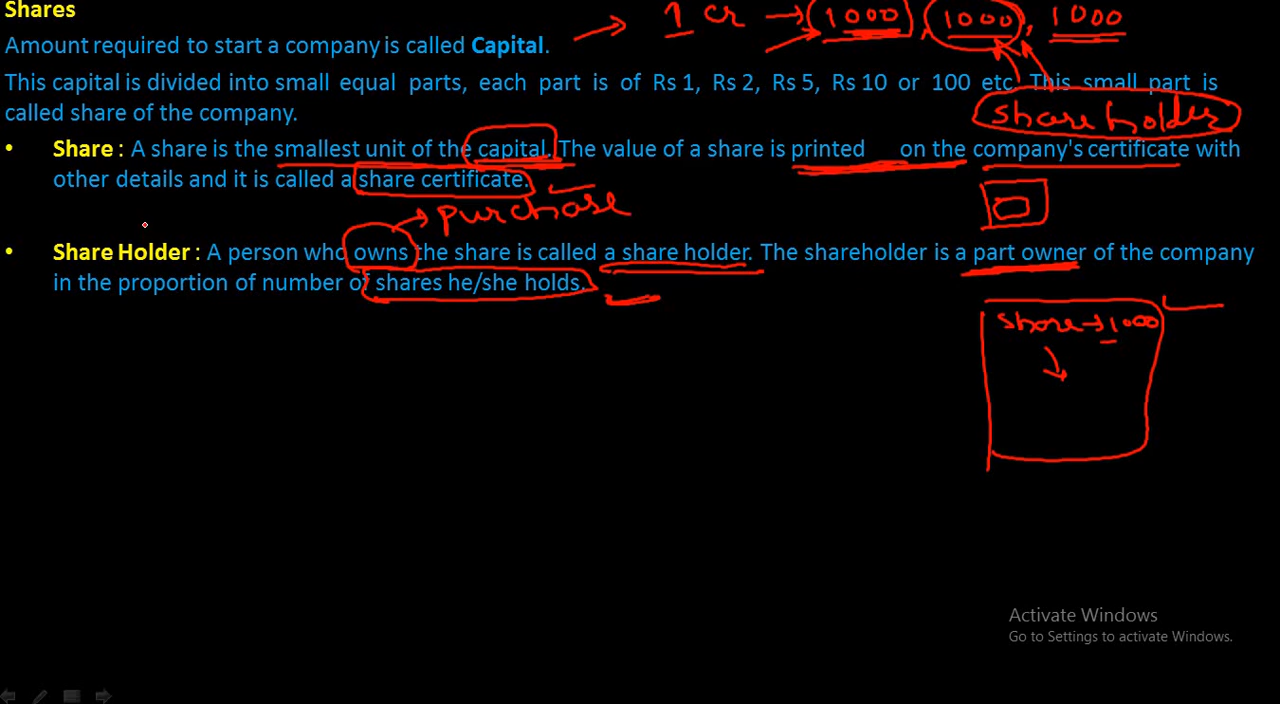 Shares
1 cr → 1000, 1000, 1000
Amount required to start a company is called Capital.
This capital is divided into small equal parts, each part is of Rs 1, Rs 2, Rs 5, Rs 10 or 100 etc. This small part is
called share of the company.
share holder
• Share : A share is the smallest unit of the capital. The value of a share is printed on the company's certificate with
other details and it is called a share certificate.
→ purchase
• Share Holder : A person who owns the share is called a share holder. The shareholder is a part owner of the company
in the proportion of number of shares he/she holds.
Share → 1000
Activate Windows
Go to Settings to activate Windows.